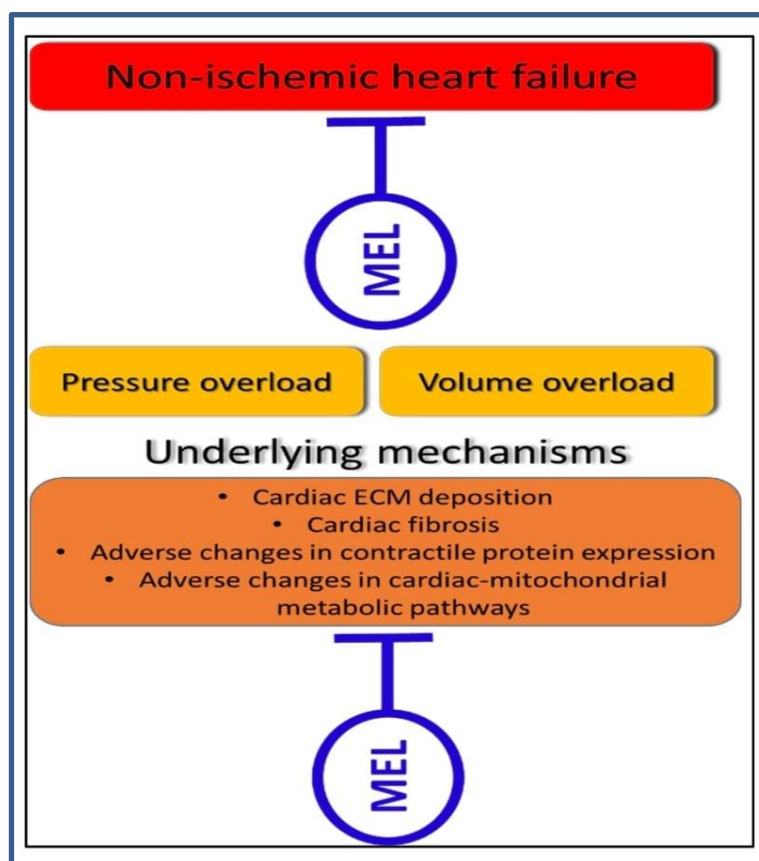 Non-ischemic heart failure
MEL
Pressure overload
Volume overload
Underlying mechanisms
• Cardiac ECM deposition
• Cardiac fibrosis
• Adverse changes in contractile protein expression
• Adverse changes in cardiac-mitochondrial
metabolic pathways
MEL